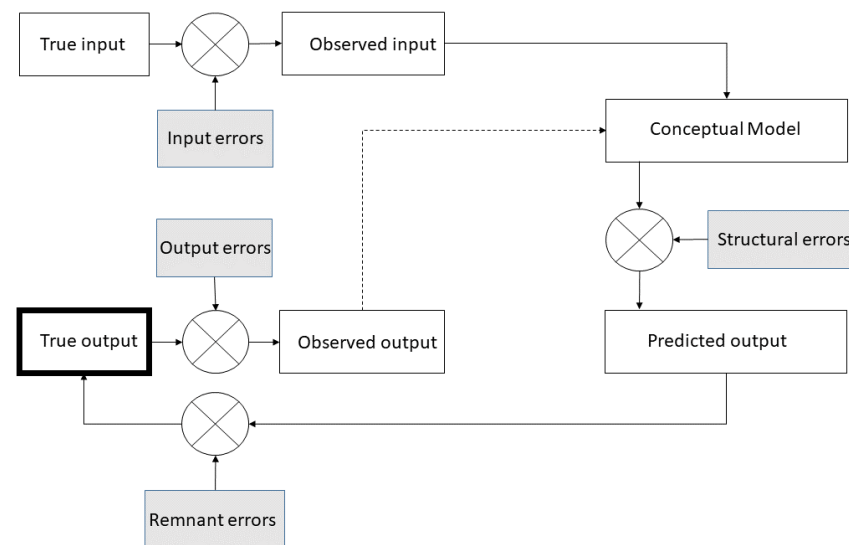 True input
Observed input
Input errors
Conceptual Model
Output errors
Structural errors
True output
Observed output
Predicted output
Remnant errors